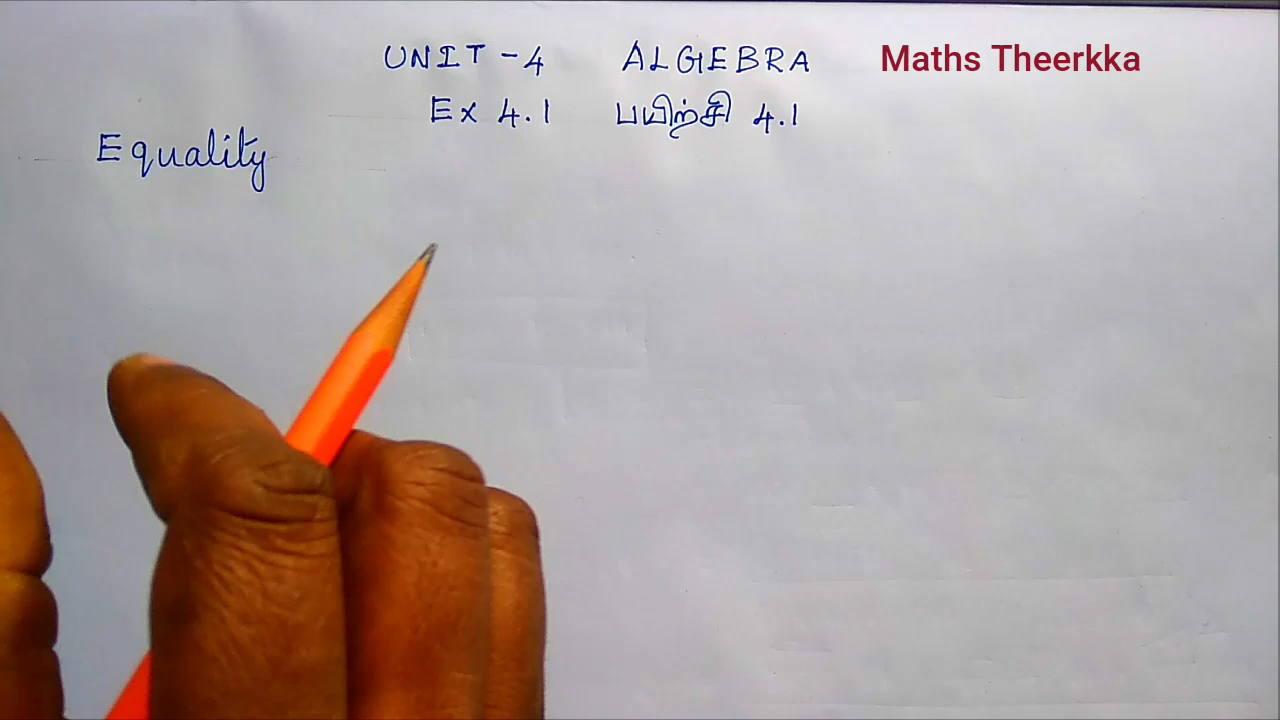 UNIT - 4 ALGEBRA Maths Theerkka
Ex 4.1 பயிற்சி 4.1
Equality